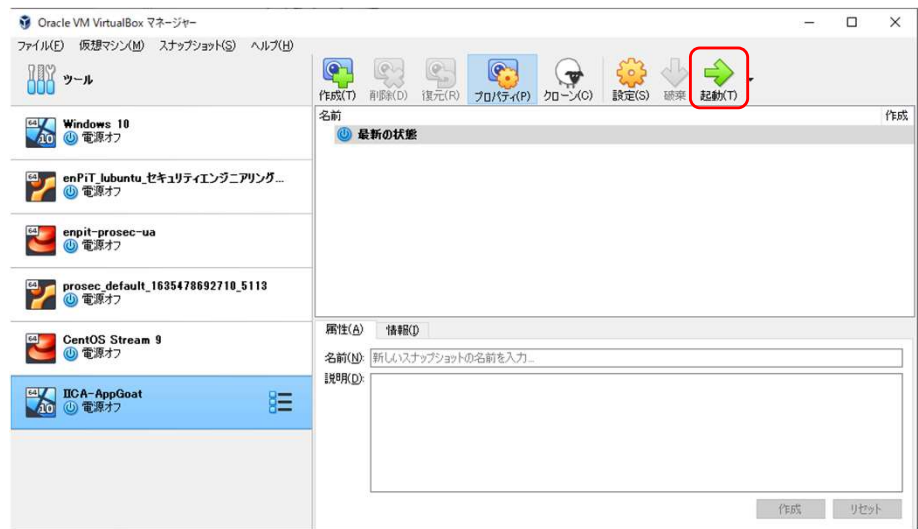 Oracle VM VirtualBox マネージャー
ファイル(F) 仮想マシン(M) スナップショット(S) ヘルプ(H)
ツール
作成(T) 削除(D) 復元(R) プロパティ(P) クローン(C) 設定(S) 破棄 起動(T)
名前 作成
最新の状態
64 10 Windows 10
電源オフ
64 enPiT_lubuntu_セキュリティエンジニアリング...
電源オフ
64 enpit-prosec-ua
電源オフ
64 prosec_default_1635478692710_5113
電源オフ
64 CentOS Stream 9
電源オフ
64 10 IICA-AppGoat
電源オフ
属性(A) 情報(I)
名前(N): 新しいスナップショットの名前を入力...
説明(D):
作成 リセット